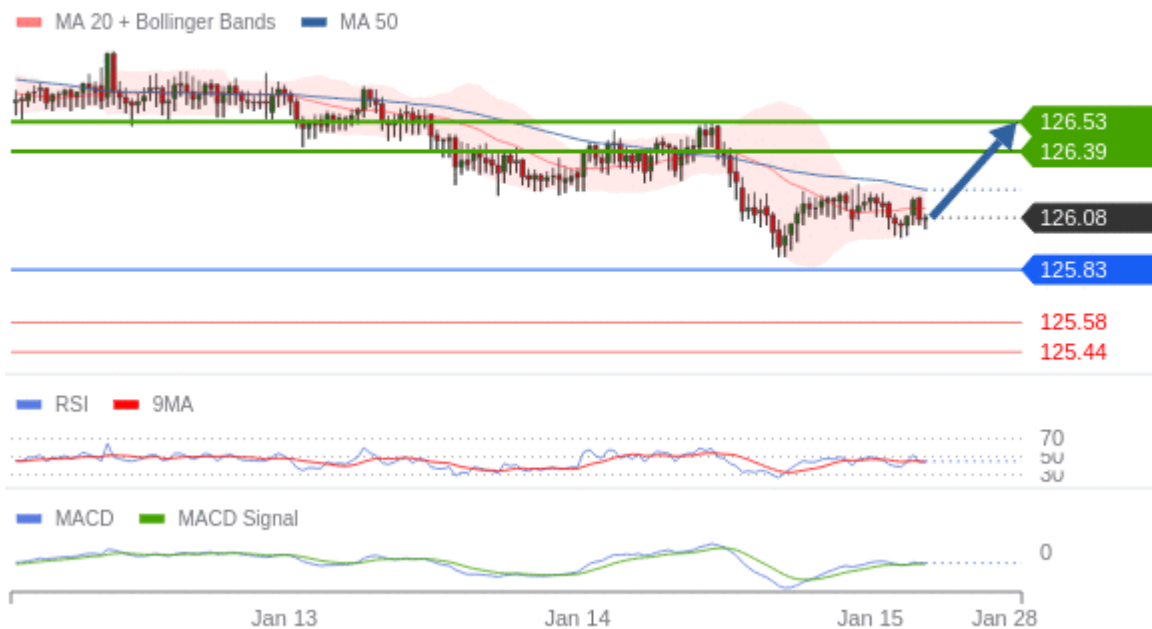 MA 20 + Bollinger Bands MA 50
126.53
126.39
126.08
125.83
125.58
125.44
RSI 9MA
70
50
30
MACD MACD Signal
0
Jan 13 Jan 14 Jan 15 Jan 28